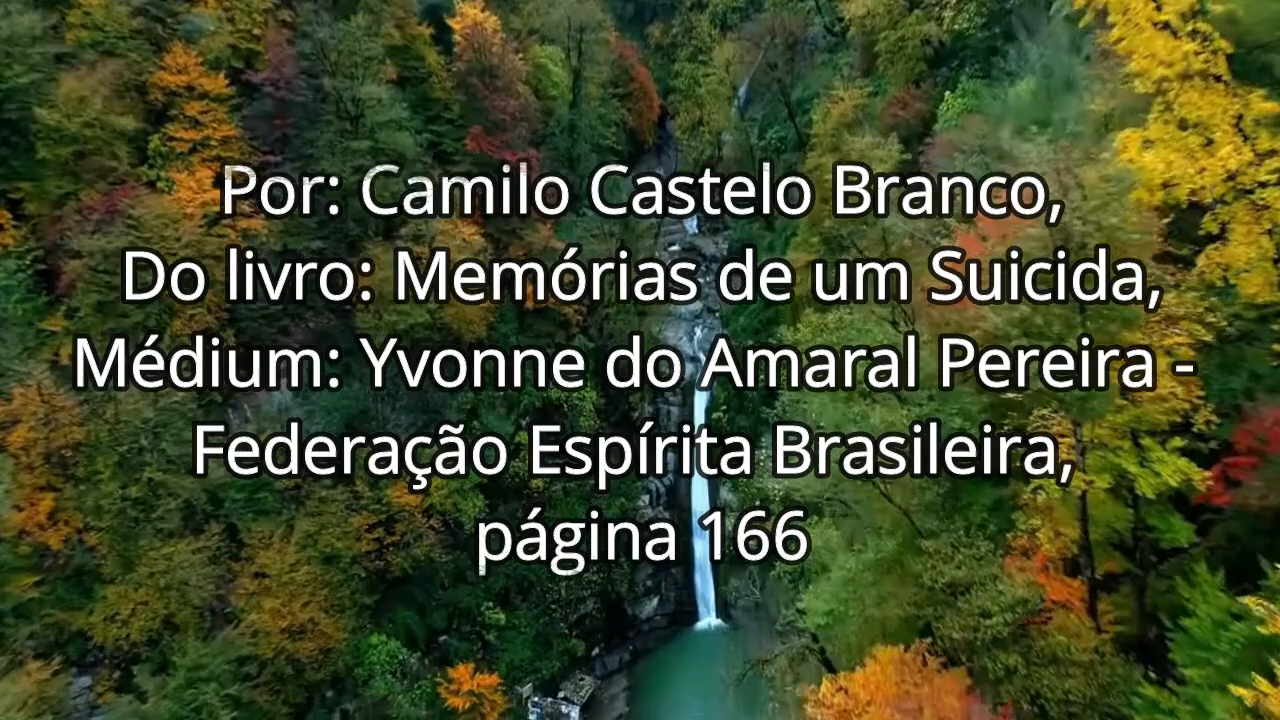 Por: Camilo Castelo Branco,
Do livro: Memórias de um Suicida,
Médium: Yvonne do Amaral Pereira -
Federação Espírita Brasileira,
página 166